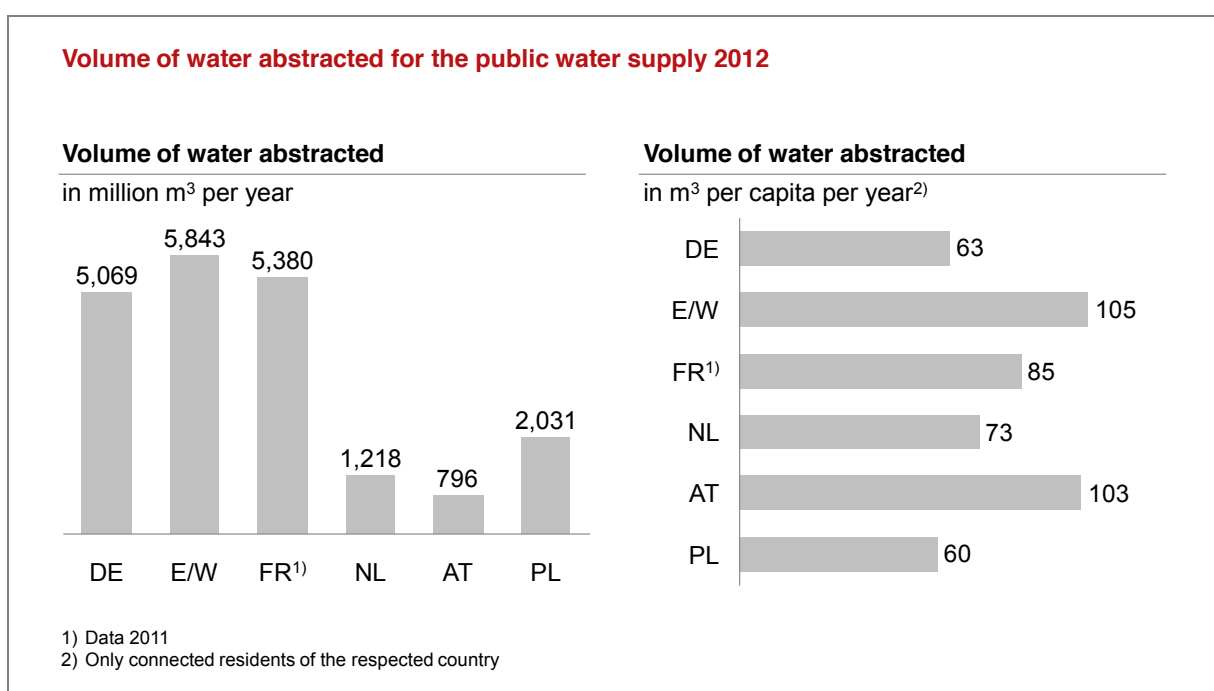 Volume of water abstracted for the public water supply 2012
Volume of water abstracted
in million m³ per year
5,069
5,843
5,380
1,218
796
2,031
DE E/W FR¹⁾ NL AT PL
Volume of water abstracted
in m³ per capita per year²⁾
DE 63
E/W 105
FR¹⁾ 85
NL 73
AT 103
PL 60
1) Data 2011
2) Only connected residents of the respected country